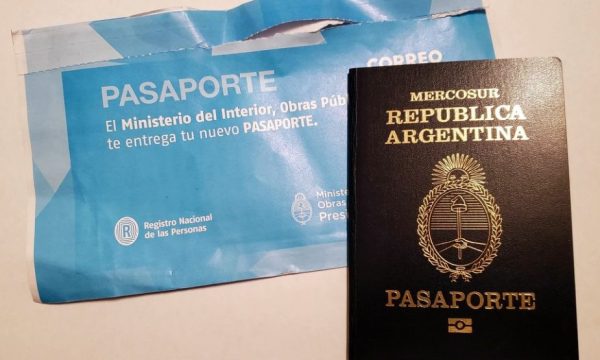 PASAPORTE
CORREO
El Ministerio del Interior, Obras
te entrega tu nuevo PASAPORTE.
Registro Nacional
de las Personas
Obras
MERCOSUR
REPUBLICA
ARGENTINA
PASAPORTE